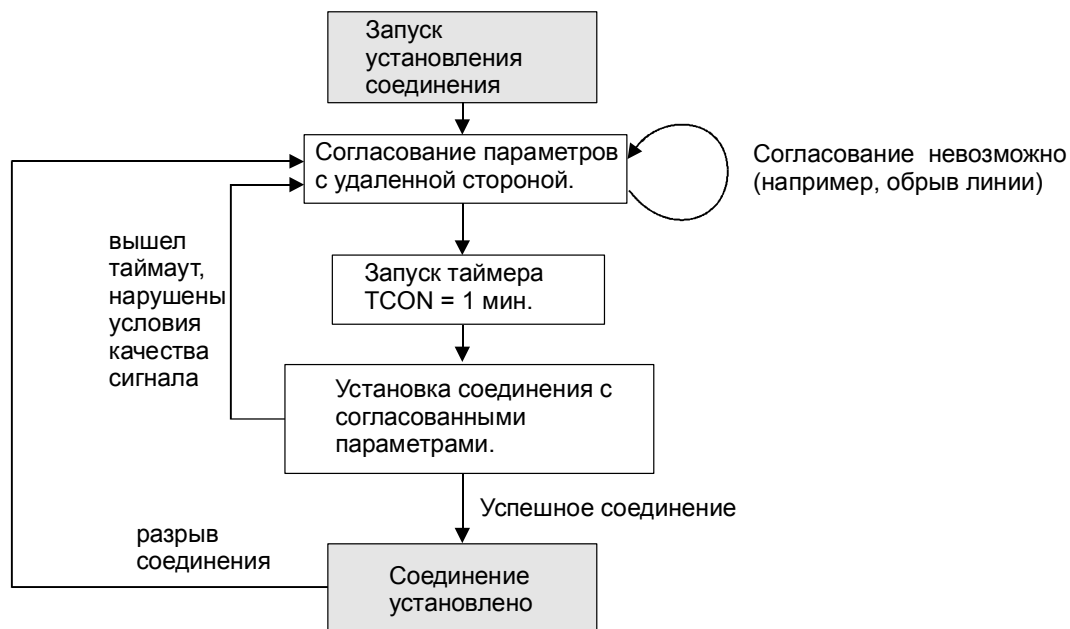 Запуск
установления
соединения
Согласование параметров
с удаленной стороной.
Согласование невозможно
(например, обрыв линии)
вышел
таймаут,
нарушены
условия
качества
сигнала
Запуск таймера
TCON = 1 мин.
Установка соединения с
согласованными
параметрами.
Успешное соединение
разрыв
соединения
Соединение
установлено